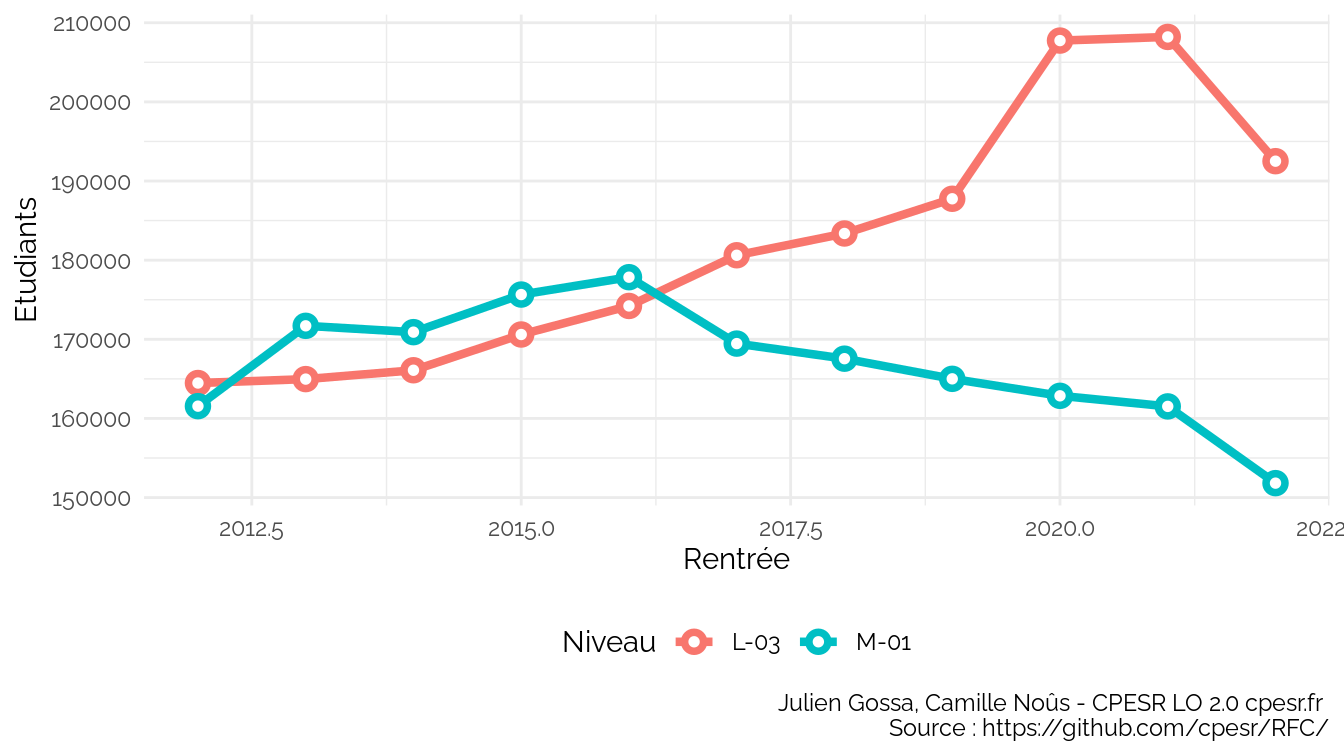 210000
200000
190000
180000
170000
160000
150000
Etudiants
2012.5 2015.0 2017.5 2020.0 2022
Rentrée
Niveau L-03 M-01
Julien Gossa, Camille Noûs - CPESR LO 2.0 cpesr.fr
Source : https://github.com/cpesr/RFC/